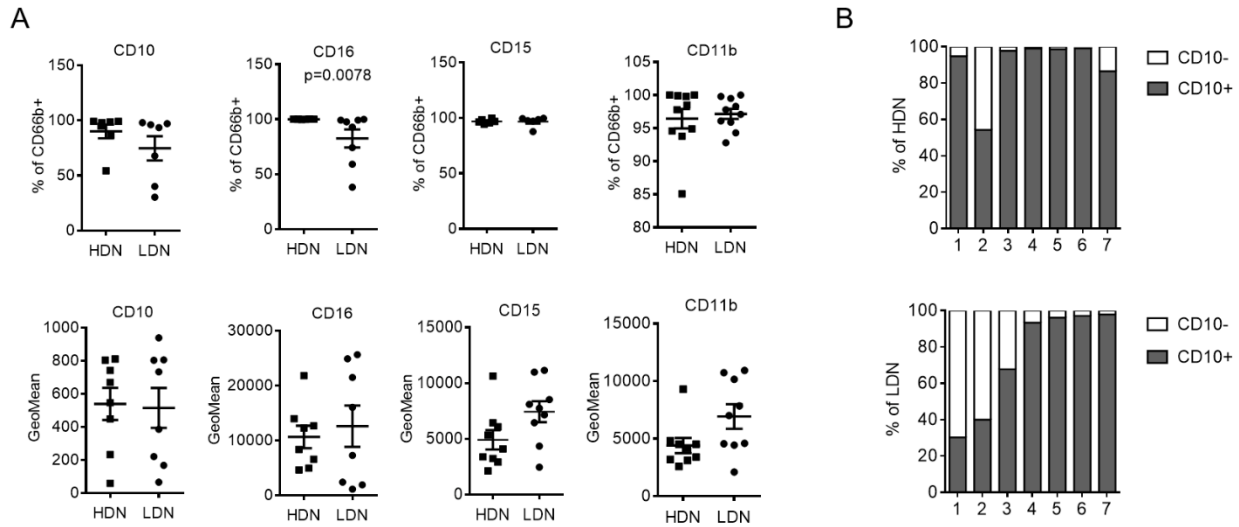 A
B
CD10
% of CD66b+
150
100
50
0
HDN LDN
CD16
p=0.0078
% of CD66b+
150
100
50
0
HDN LDN
CD15
% of CD66b+
150
100
50
0
HDN LDN
CD11b
% of CD66b+
105
100
95
90
85
80
HDN LDN
% of HDN
100
80
60
40
20
0
1 2 3 4 5 6 7
CD10-
CD10+
CD10
GeoMean
1000
800
600
400
200
0
HDN LDN
CD16
GeoMean
30000
20000
10000
0
HDN LDN
CD15
GeoMean
15000
10000
5000
0
HDN LDN
CD11b
GeoMean
15000
10000
5000
0
HDN LDN
% of LDN
100
80
60
40
20
0
1 2 3 4 5 6 7
CD10-
CD10+